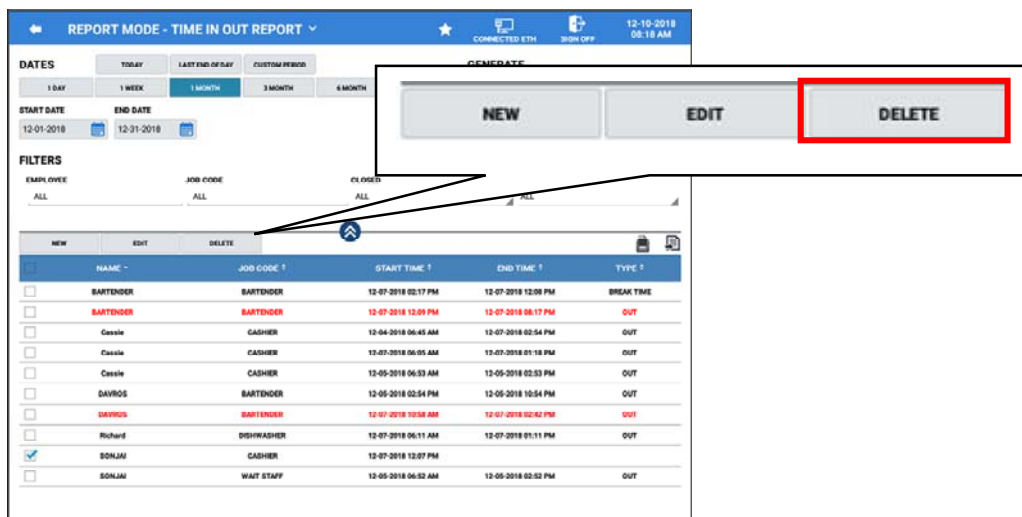 REPORT MODE - TIME IN OUT REPORT
CONNECTED ETH
SIGN OFF
12-10-2018
08:18 AM
DATES
TODAY
LAST END OF DAY
CUSTOM PERIOD
GENERATE
1 DAY
1 WEEK
1 MONTH
3 MONTH
6 MONTH
NEW
EDIT
DELETE
START DATE
END DATE
12-01-2018
12-31-2018
FILTERS
EMPLOYEE
JOB CODE
CLOSED
ALL
ALL
ALL
ALL
NEW
EDIT
DELETE
NAME JOB CODE START TIME END TIME TYPE
BARTENDER BARTENDER 12-07-2018 02:17 PM 12-07-2018 12:08 PM BREAK TIME
BARTENDER BARTENDER 12-07-2018 12:09 PM 12-07-2018 08:17 PM OUT
Cassie CASHIER 12-04-2018 06:45 AM 12-07-2018 02:54 PM OUT
Cassie CASHIER 12-07-2018 06:05 AM 12-07-2018 01:18 PM OUT
Cassie CASHIER 12-05-2018 06:53 AM 12-05-2018 02:53 PM OUT
DAVROS BARTENDER 12-05-2018 02:54 PM 12-05-2018 10:54 PM OUT
DAVROS BARTENDER 12-07-2018 10:58 AM 12-07-2018 02:42 PM OUT
Richard DISHWASHER 12-07-2018 06:11 AM 12-07-2018 01:11 PM OUT
SONJAI CASHIER 12-07-2018 12:07 PM
SONJAI WAIT STAFF 12-05-2018 06:52 AM 12-05-2018 02:52 PM OUT